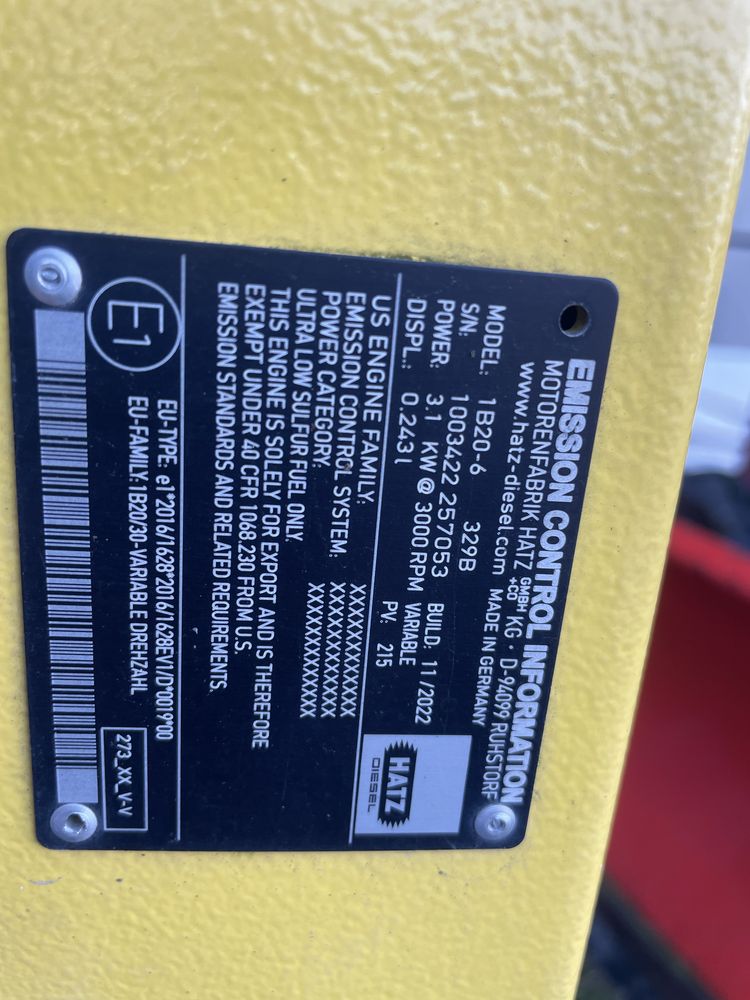 EMISSION CONTROL INFORMATION
MOTORENFABRIK HATZ GMBH +CO KG · D-94099 RUHSTORF
www.hatz-diesel.com MADE IN GERMANY
MODEL: 1B20-6 329B
S/N: 1003422 257053 BUILD: 11/2022
POWER: 3.1 KW @ 3000 RPM VARIABLE
DISPL.: 0.243 l PV: 215
HATZ
DIESEL
US ENGINE FAMILY: XXXXXXXXXXXX
EMISSION CONTROL SYSTEM: XXXXXXXXXXXX
POWER CATEGORY: XXXXXXXXXXXX
ULTRA LOW SULFUR FUEL ONLY.
THIS ENGINE IS SOLELY FOR EXPORT AND IS THEREFORE
EXEMPT UNDER 40 CFR 1068.230 FROM U.S.
EMISSION STANDARDS AND RELATED REQUIREMENTS.
E1
EU-TYPE: e1*2016/1628*2016/1628EV1/D*0019*00
EU-FAMILY: 1B20/30-VARIABLE DREHZAHL
273_XX_V-V